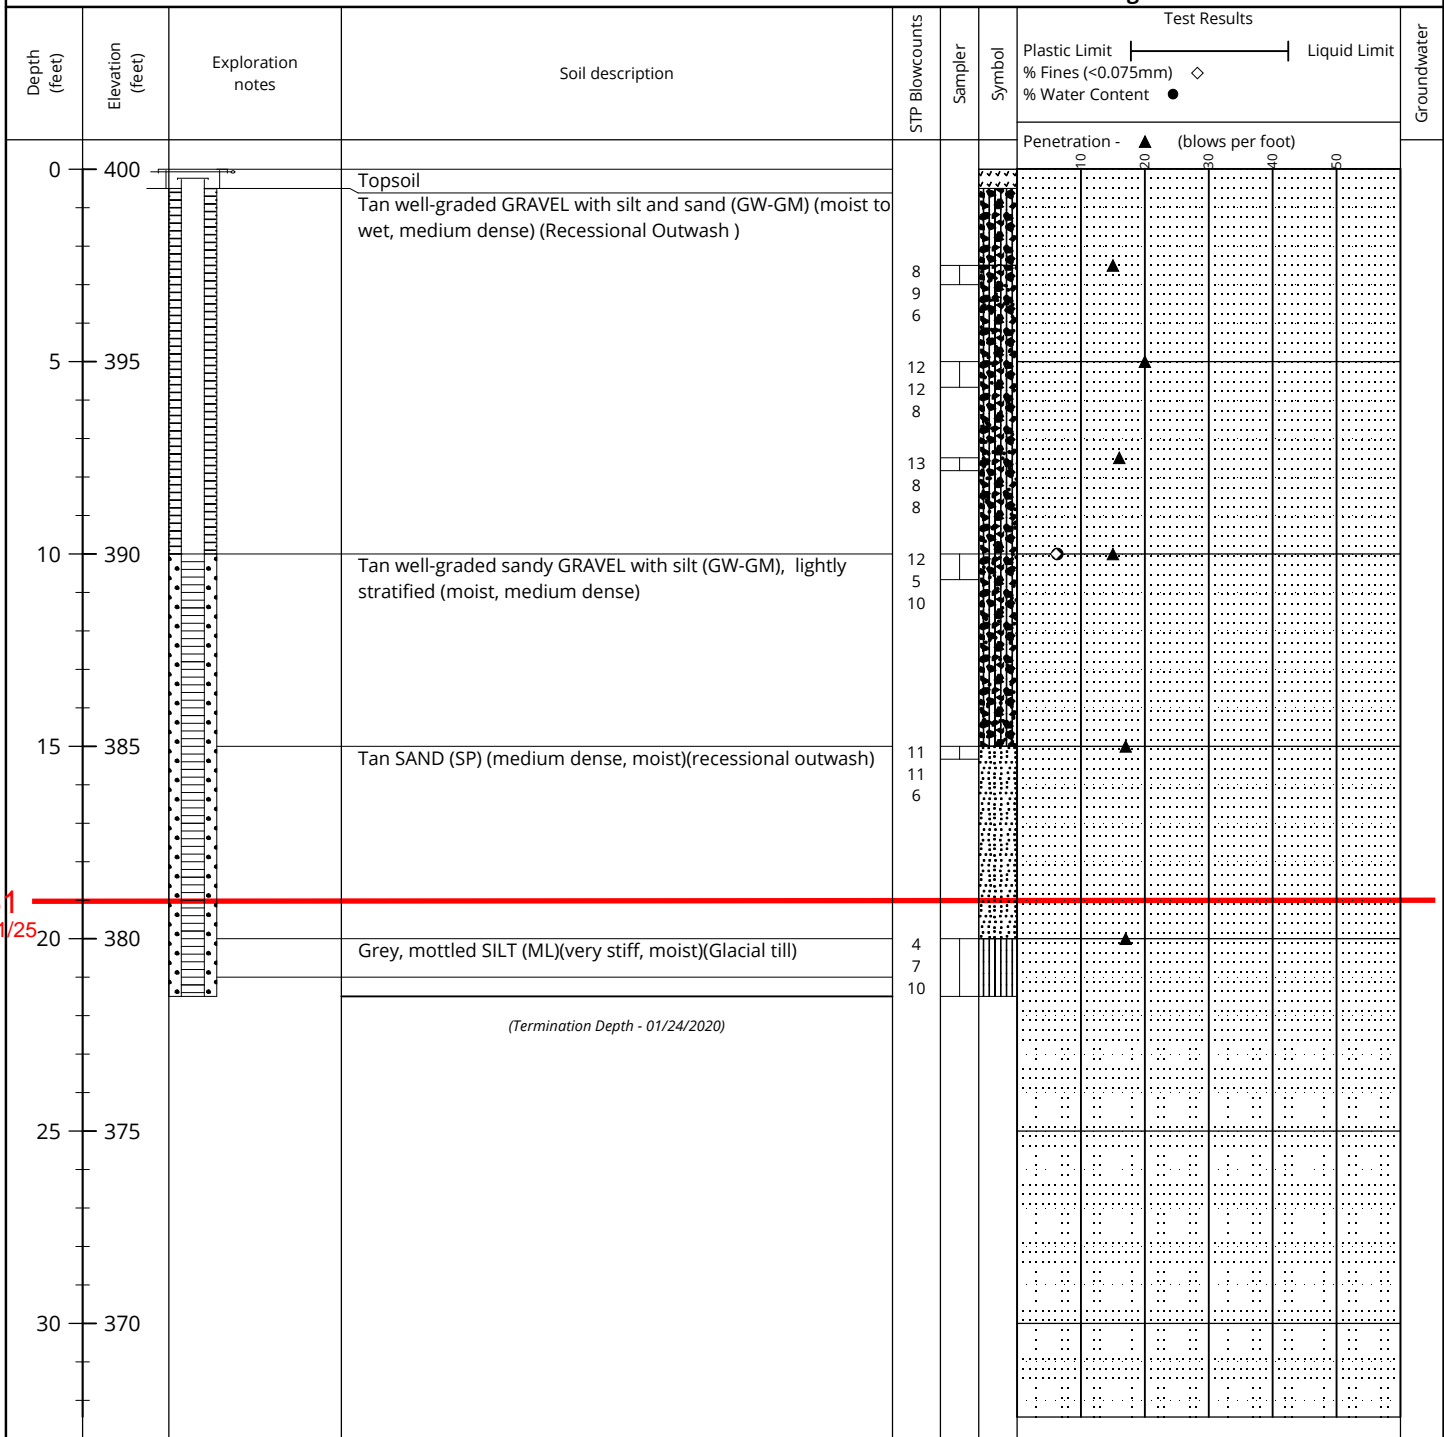 Depth
(feet)
Elevation
(feet)
Exploration
notes
Soil description
STP Blowcounts
Sampler
Symbol
Test Results
Plastic Limit
Liquid Limit
% Fines (<0.075mm)
% Water Content
Penetration -
(blows per foot)
Groundwater
10
20
30
40
50
0
400
Topsoil
Tan well-graded GRAVEL with silt and sand (GW-GM) (moist to
wet, medium dense) (Recessional Outwash )
8
9
6
5
395
12
12
8
13
8
8
10
390
Tan well-graded sandy GRAVEL with silt (GW-GM), lightly
stratified (moist, medium dense)
12
5
10
15
385
Tan SAND (SP) (medium dense, moist)(recessional outwash)
11
11
6
1
1/25
20
380
Grey, mottled SILT (ML)(very stiff, moist)(Glacial till)
4
7
10
(Termination Depth - 01/24/2020)
25
375
30
370